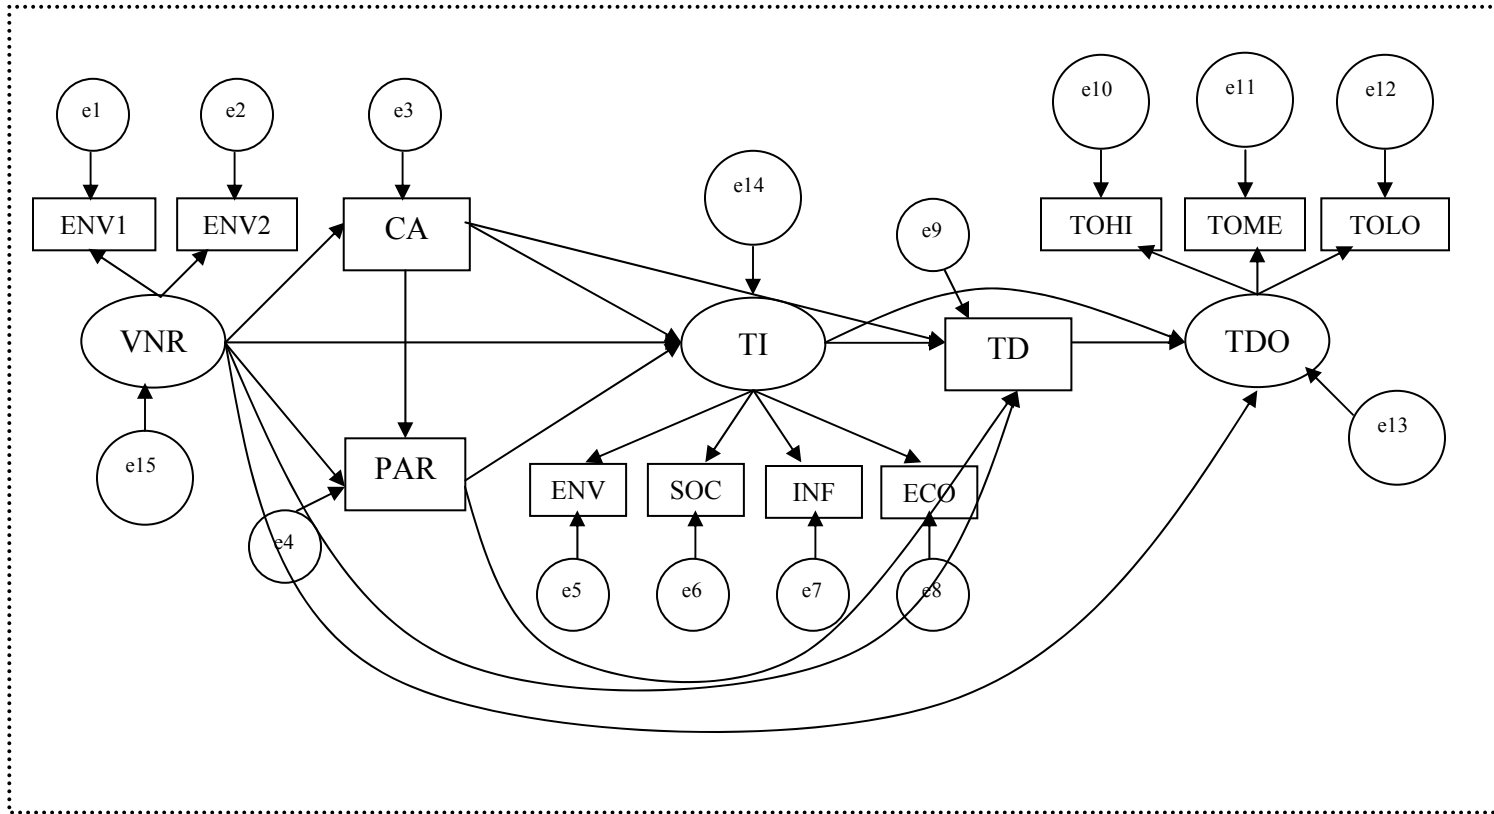 e1
e2
e3
e10
e11
e12
e14
e9
ENV1
ENV2
CA
TOHI
TOME
TOLO
VNR
TI
TD
TDO
e15
PAR
e13
e4
ENV
SOC
INF
ECO
e5
e6
e7
e8